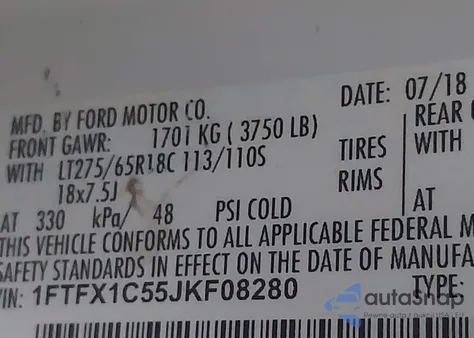 MFD. BY FORD MOTOR CO.
DATE: 07/18
FRONT GAWR: 1701 KG ( 3750 LB)
REAR
WITH LT275/65R18C 113/110S TIRES WITH
18x7.5J RIMS
AT 330 kPa/ 48 PSI COLD AT
THIS VEHICLE CONFORMS TO ALL APPLICABLE FEDERAL M
SAFETY STANDARDS IN EFFECT ON THE DATE OF MANUFA
VIN: 1FTFX1C55JKF08280 TYPE:
autaSnap